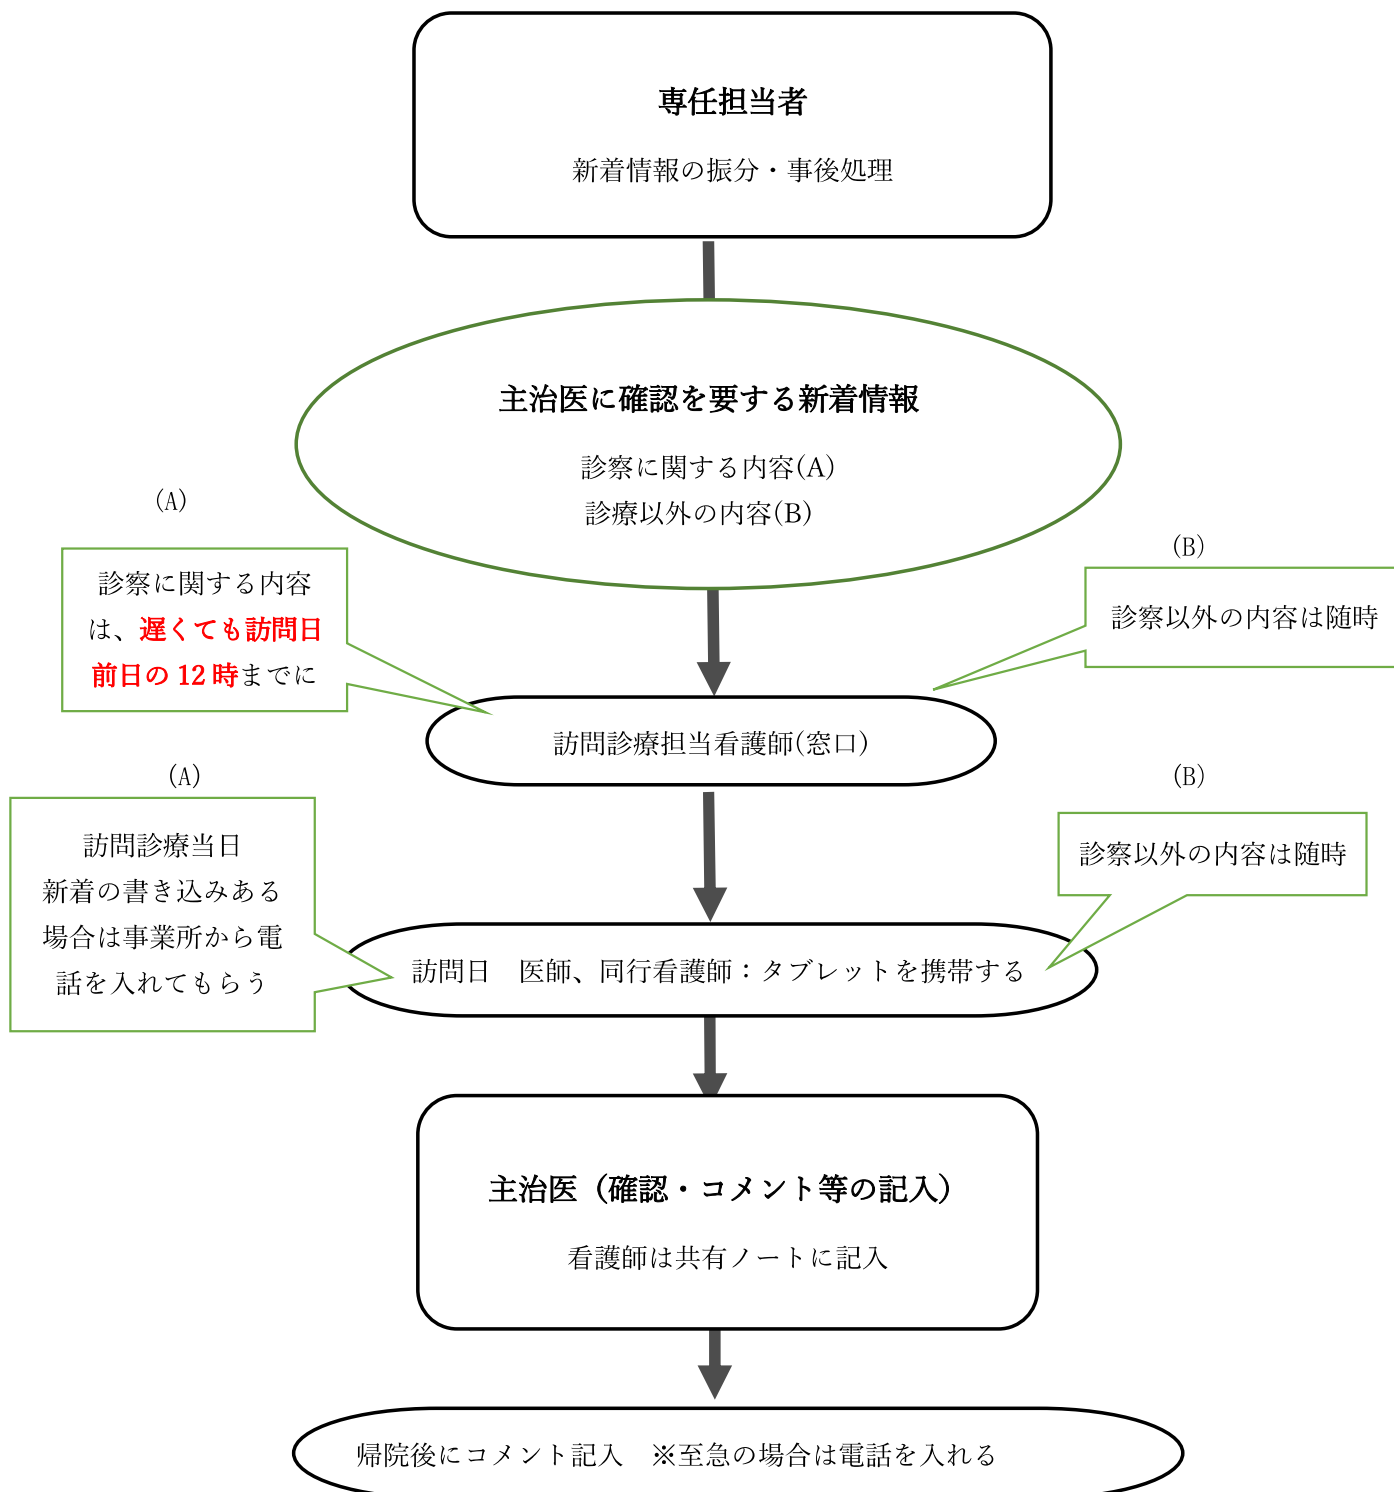 専任担当者
新着情報の振分・事後処理
主治医に確認を要する新着情報
診察に関する内容(A)
診療以外の内容(B)
(A)
診察に関する内容
は、遅くても訪問日
前日の 12 時までに
(B)
診察以外の内容は随時
訪問診療担当看護師(窓口)
(A)
訪問診療当日
新着の書き込みある
場合は事業所から電
話を入れてもらう
(B)
診察以外の内容は随時
訪問日　医師、同行看護師：タブレットを携帯する
主治医（確認・コメント等の記入）
看護師は共有ノートに記入
帰院後にコメント記入　※至急の場合は電話を入れる